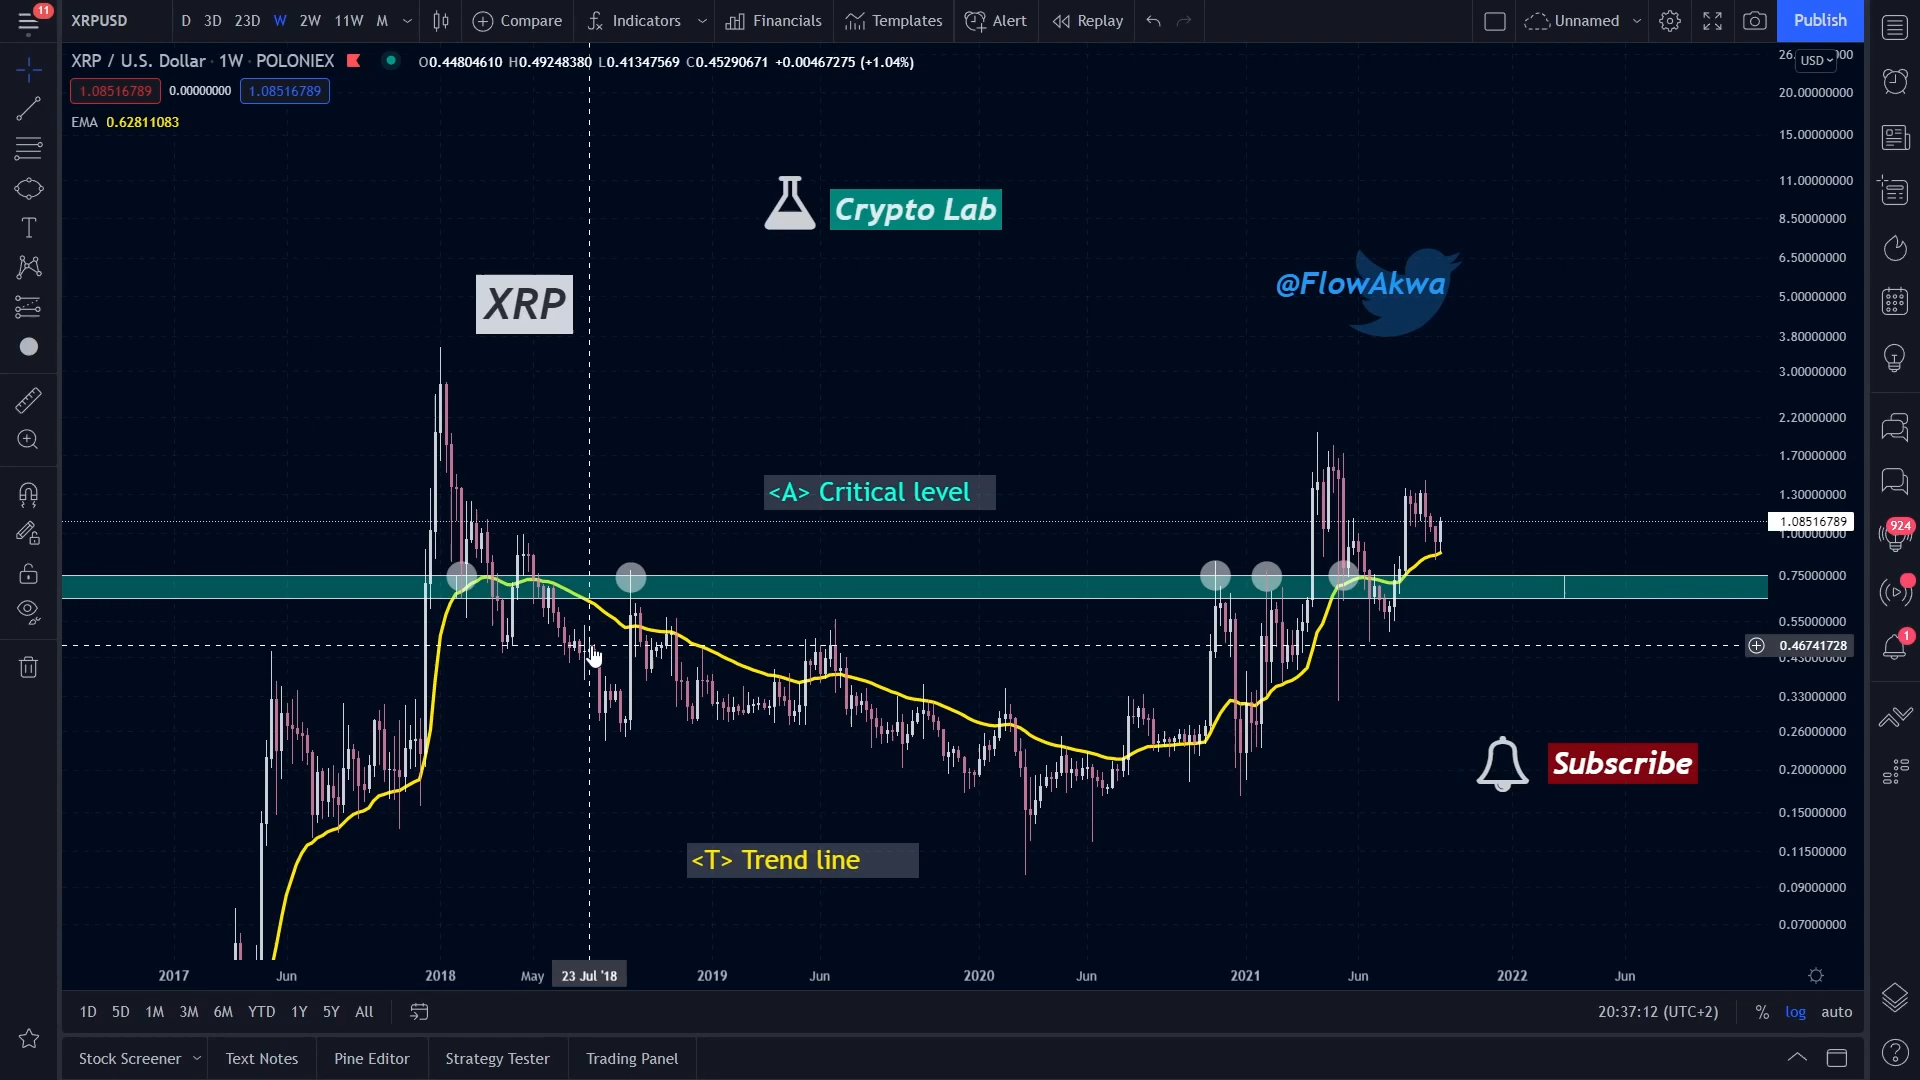 11 XRPUSD D 3D 23D W 2W 11W M Compare Indicators Financials Templates Alert Replay Unnamed Publish
XRP / U.S. Dollar · 1W · POLONIEX O0.44804610 H0.49248380 L0.41347569 C0.45290671 +0.00467275 (+1.04%) USD
1.08516789 0.00000000 1.08516789
EMA 0.62811083
20.00000000
15.00000000
11.00000000
Crypto Lab
8.50000000
6.50000000
@FlowAkwa
XRP
5.00000000
3.80000000
3.00000000
2.20000000
1.70000000
<A> Critical level
1.30000000
1.08516789
924
1.00000000
0.75000000
0.55000000
0.46741728
1
0.43000000
0.33000000
0.26000000
Subscribe
0.20000000
0.15000000
<T> Trend line
0.11500000
0.09000000
0.07000000
2017 Jun 2018 May 23 Jul '18 2019 Jun 2020 Jun 2021 Jun 2022 Jun
1D 5D 1M 3M 6M YTD 1Y 5Y All 20:37:12 (UTC+2) % log auto
Stock Screener Text Notes Pine Editor Strategy Tester Trading Panel